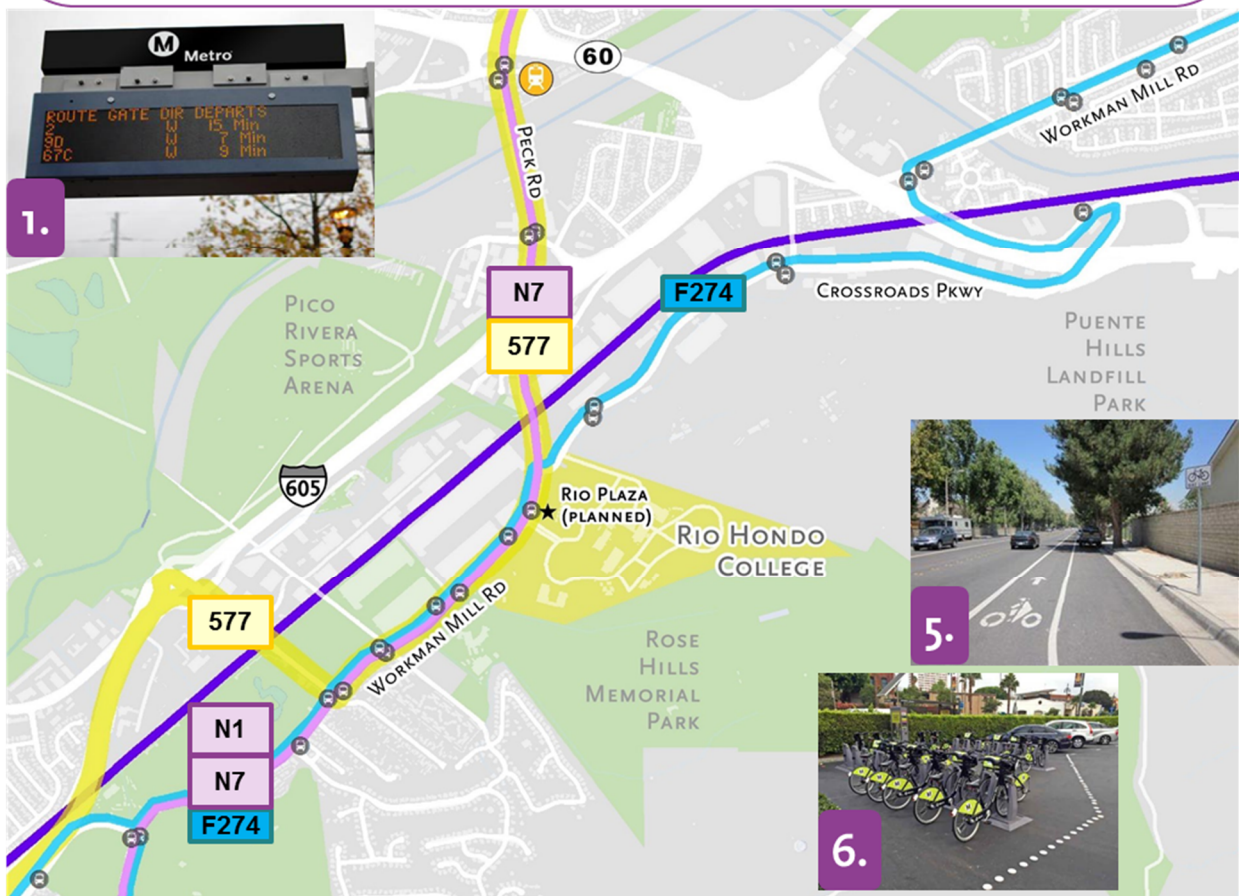 M Metro
ROUTE GATE DIR DEPARTS
2 W 15 Min
9D W 7 Min
67C W 9 Min
1.
60
PECK RD
WORKMAN MILL RD
N7
577
F274
CROSSROADS PKWY
PICO
RIVERA
SPORTS
ARENA
PUENTE
HILLS
LANDFILL
PARK
605
RIO PLAZA
(PLANNED)
RIO HONDO
COLLEGE
577
WORKMAN MILL RD
ROSE
HILLS
MEMORIAL
PARK
5.
N1
N7
F274
6.